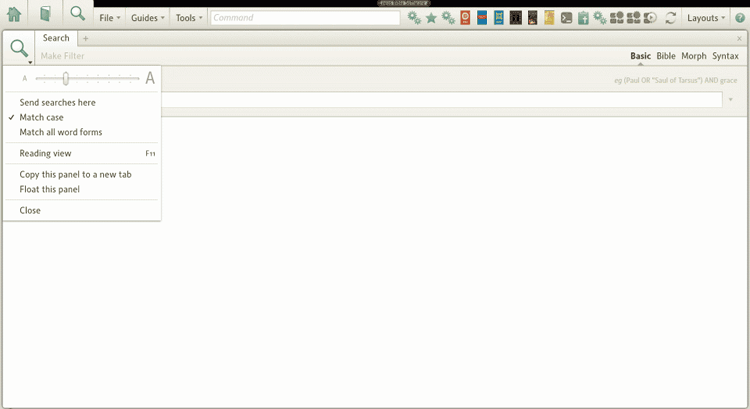 File
Guides
Tools
Command
Layouts
Search
Make Filter
Basic Bible Morph Syntax
A A
eg (Paul OR "Saul of Tarsus") AND grace
Send searches here
Match case
Match all word forms
Reading view F11
Copy this panel to a new tab
Float this panel
Close